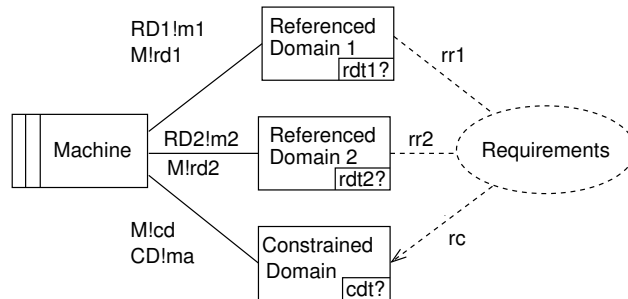 RD1!m1
M!rd1
Referenced
Domain 1
rdt1?
rr1
Machine
RD2!m2
M!rd2
Referenced
Domain 2
rdt2?
rr2
Requirements
M!cd
CD!ma
Constrained
Domain
cdt?
rc